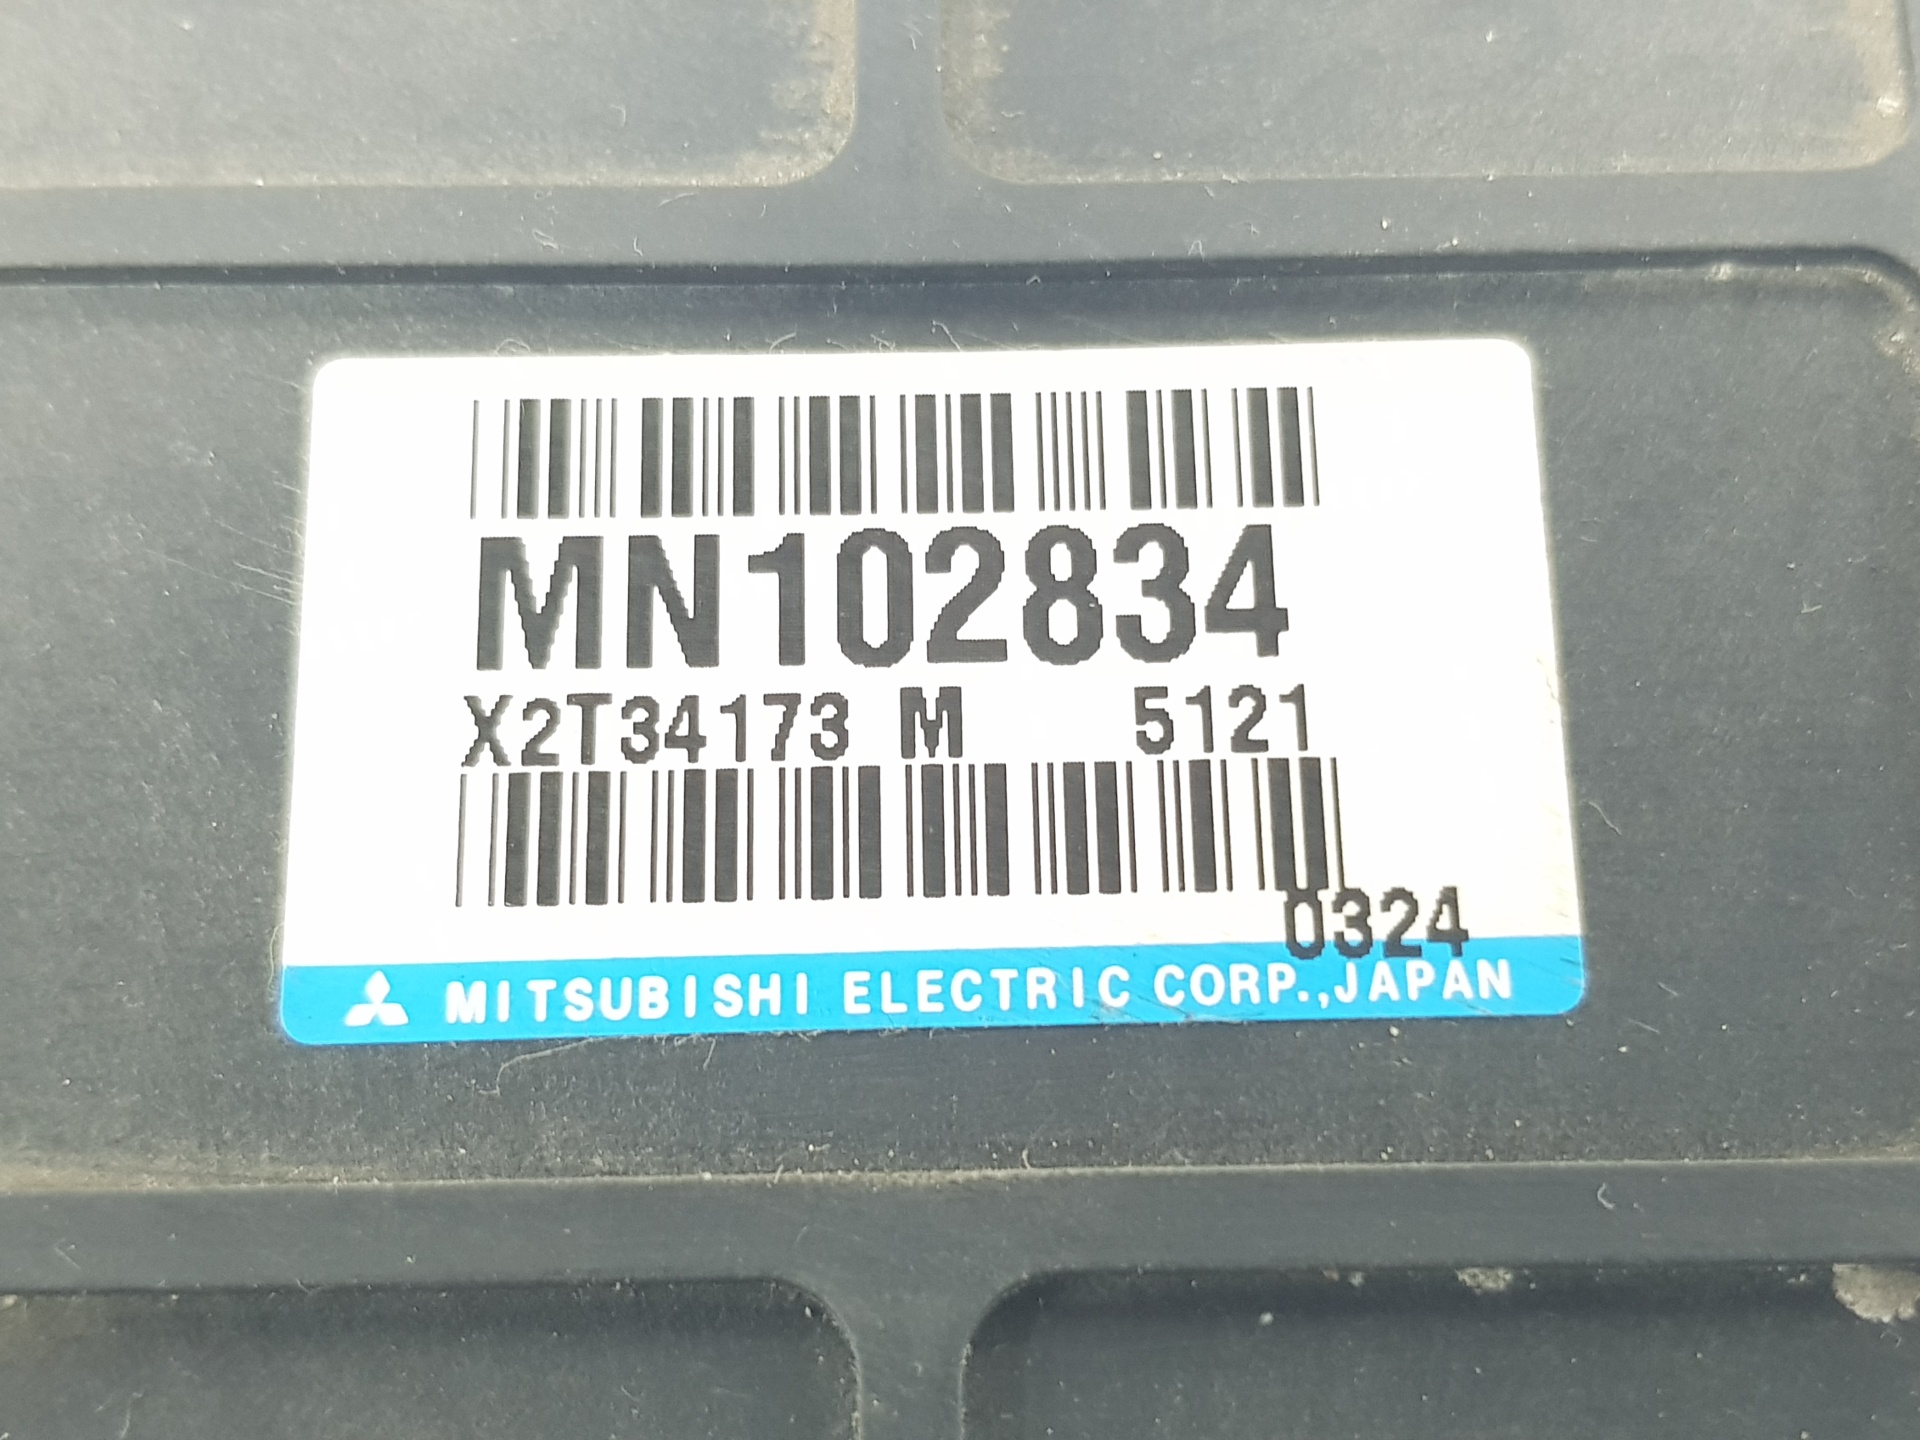 MN102834
X2T34173 M 5121
0324
MITSUBISHI ELECTRIC CORP.,JAPAN